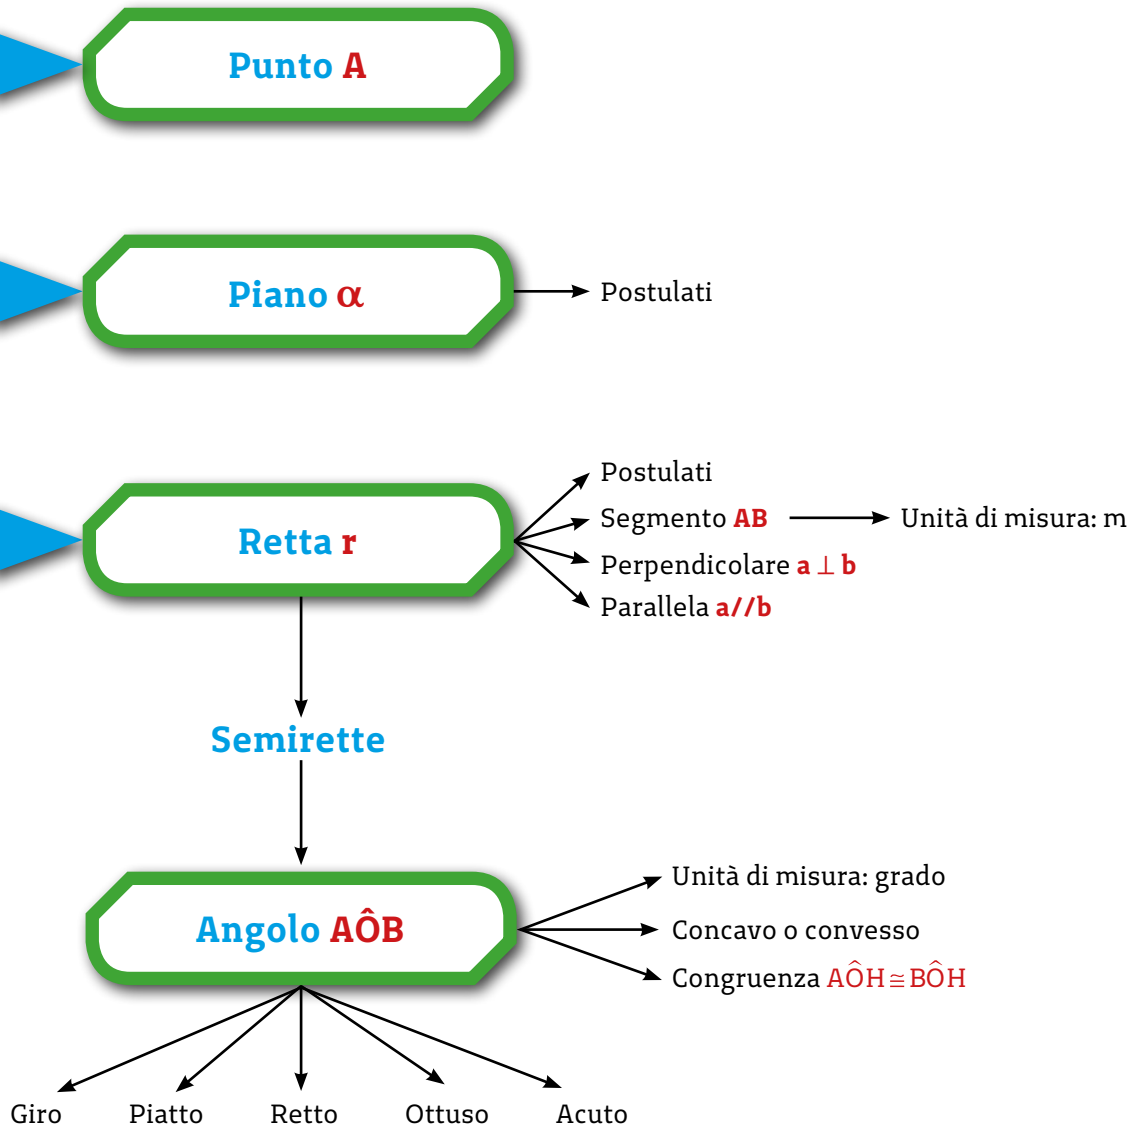 Punto A
Piano α
Postulati
Retta r
Postulati
Segmento AB
Unità di misura: m
Perpendicolare a ⊥ b
Parallela a//b
Semirette
Angolo AÔB
Unità di misura: grado
Concavo o convesso
Congruenza AÔH ≅ BÔH
Giro
Piatto
Retto
Ottuso
Acuto